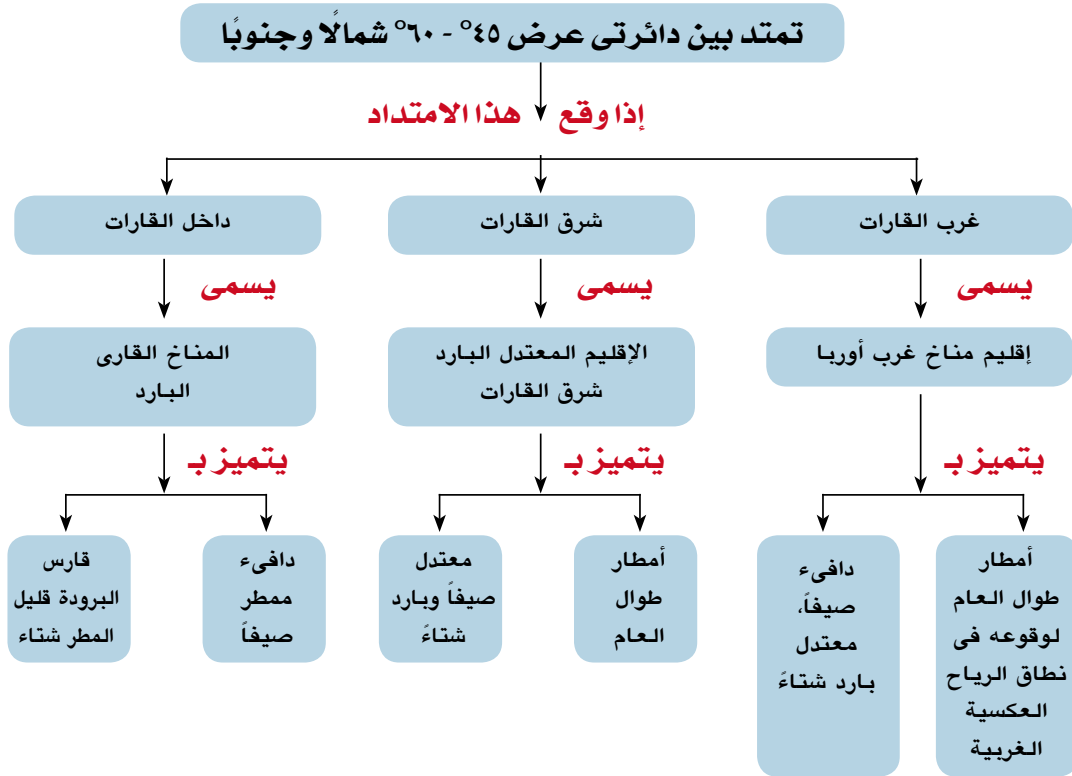 تمتد بين دائرتى عرض ٤٥° - ٦٠° شمالًا وجنوبًا
إذا وقع هذا الامتداد
غرب القارات
شرق القارات
داخل القارات
يسمى
يسمى
يسمى
إقليم مناخ غرب أوربا
الإقليم المعتدل البارد
شرق القارات
المناخ القارى
البارد
يتميز بـ
يتميز بـ
يتميز بـ
أمطار
طوال العام
لوقوعه فى
نطاق الرياح
العكسية
الغربية
دافىء
صيفاً،
معتدل
بارد شتاءً
أمطار
طوال
العام
معتدل
صيفاً وبارد
شتاءً
دافىء
ممطر
صيفاً
قارس
البرودة قليل
المطر شتاء